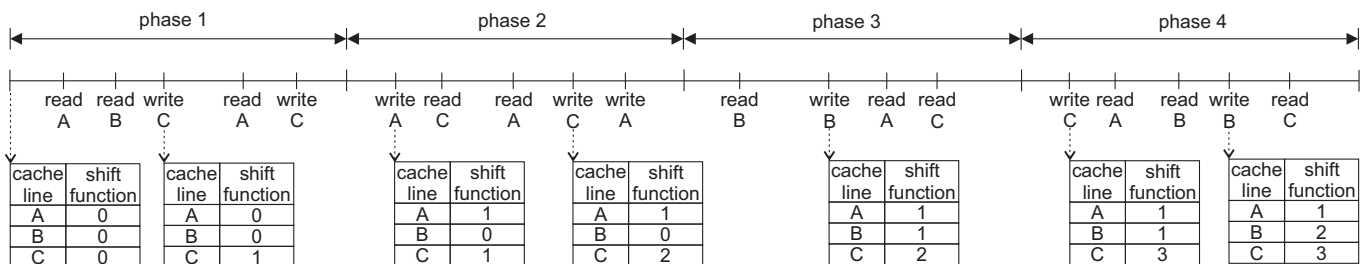 phase 1 phase 2 phase 3 phase 4
read read write read write write read read write write read write read read write read read write read
A B C A C A C A C A B B A C C A B B C
cache line shift function
A 0
B 0
C 0
cache line shift function
A 0
B 0
C 1
cache line shift function
A 1
B 0
C 1
cache line shift function
A 1
B 0
C 2
cache line shift function
A 1
B 1
C 2
cache line shift function
A 1
B 1
C 3
cache line shift function
A 1
B 2
C 3